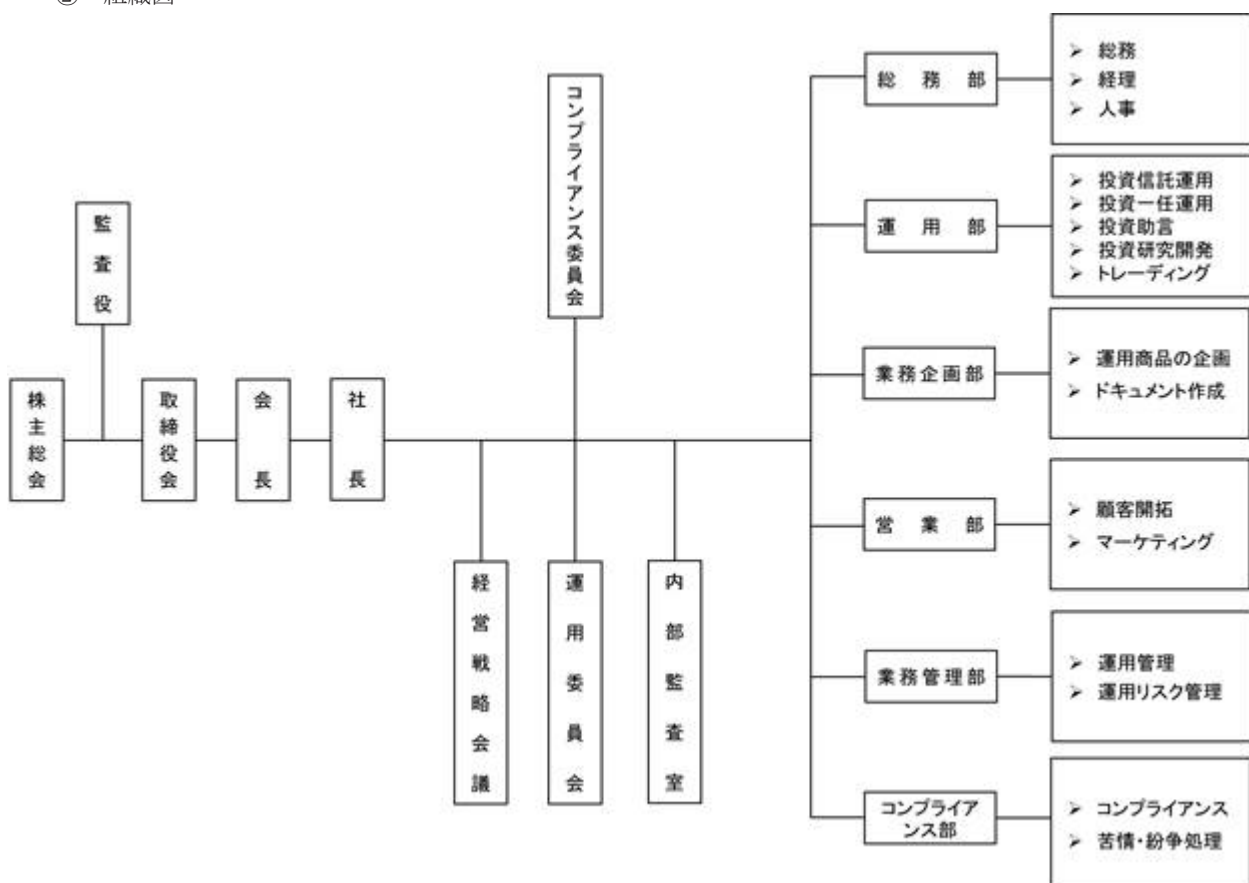 ② 組織図
株主総会
監査役
取締役会
会長
社長
コンプライアンス委員会
経営戦略会議
運用委員会
内部監査室
総務部
➢ 総務
➢ 経理
➢ 人事
運用部
➢ 投資信託運用
➢ 投資一任運用
➢ 投資助言
➢ 投資研究開発
➢ トレーディング
業務企画部
➢ 運用商品の企画
➢ ドキュメント作成
営業部
➢ 顧客開拓
➢ マーケティング
業務管理部
➢ 運用管理
➢ 運用リスク管理
コンプライア
ンス部
➢ コンプライアンス
➢ 苦情・紛争処理